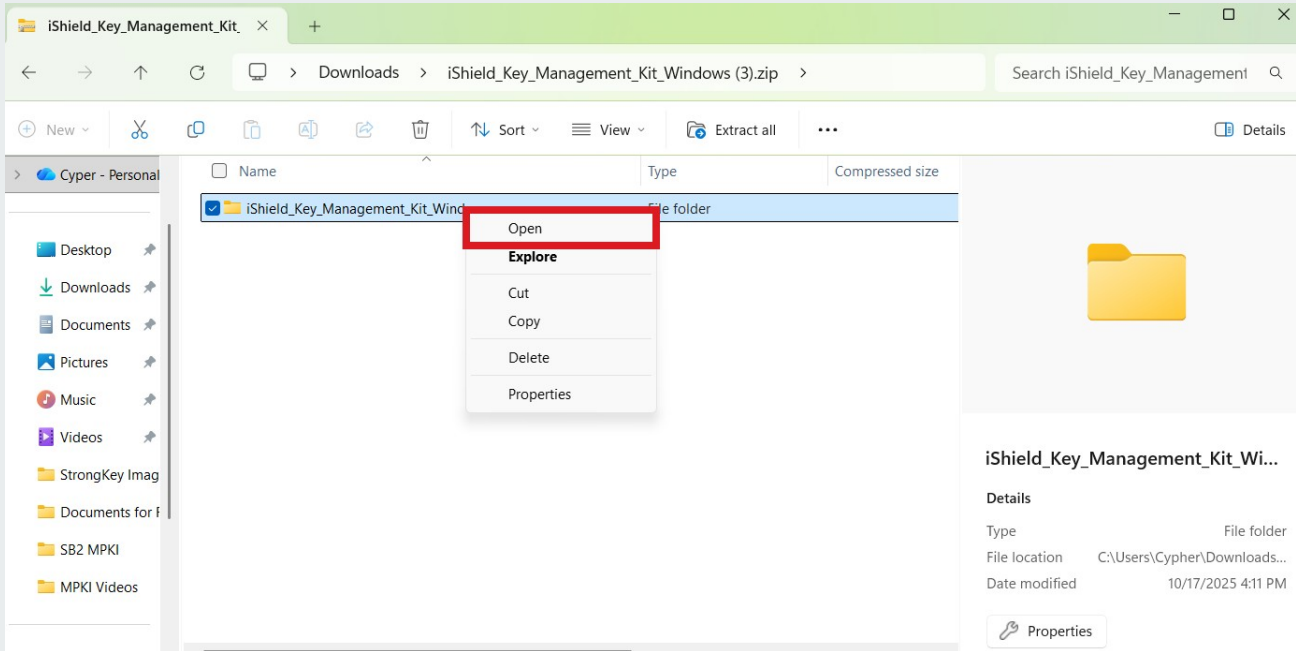 iShield_Key_Management_Kit_
Downloads iShield_Key_Management_Kit_Windows (3).zip
Search iShield_Key_Management
New Sort View Extract all Details
Cyper - Personal
Desktop
Downloads
Documents
Pictures
Music
Videos
StrongKey Imag
Documents for
SB2 MPKI
MPKI Videos
Name Type Compressed size
iShield_Key_Management_Kit_Wind File folder
Open
Explore
Cut
Copy
Delete
Properties
iShield_Key_Management_Kit_Wi...
Details
Type File folder
File location C:\Users\Cypher\Downloads...
Date modified 10/17/2025 4:11 PM
Properties